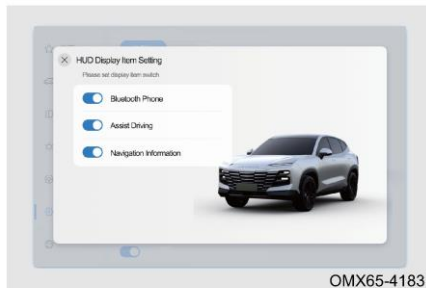 HUD Display Item Setting
Please set display item switch
Bluetooth Phone
Assist Driving
Navigation Information
OMX65-4183